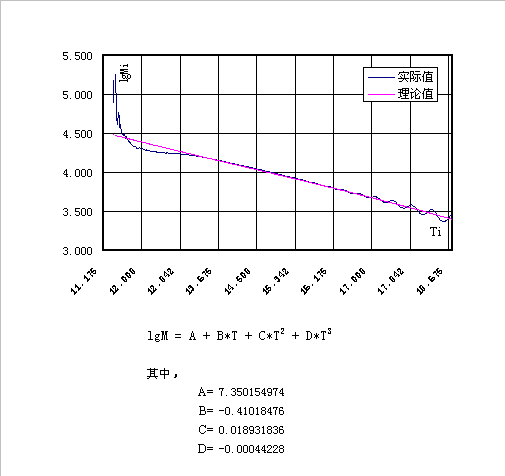 5.500
lgMi
实际值
理论值
5.000
4.500
4.000
3.500
3.000
Ti
11.175
12.000
12.042
13.675
14.500
15.342
16.175
17.000
17.042
18.675
lgM = A + B*T + C*T² + D*T³
其中，
A= 7.350154974
B= -0.41018476
C= 0.018931836
D= -0.00044228